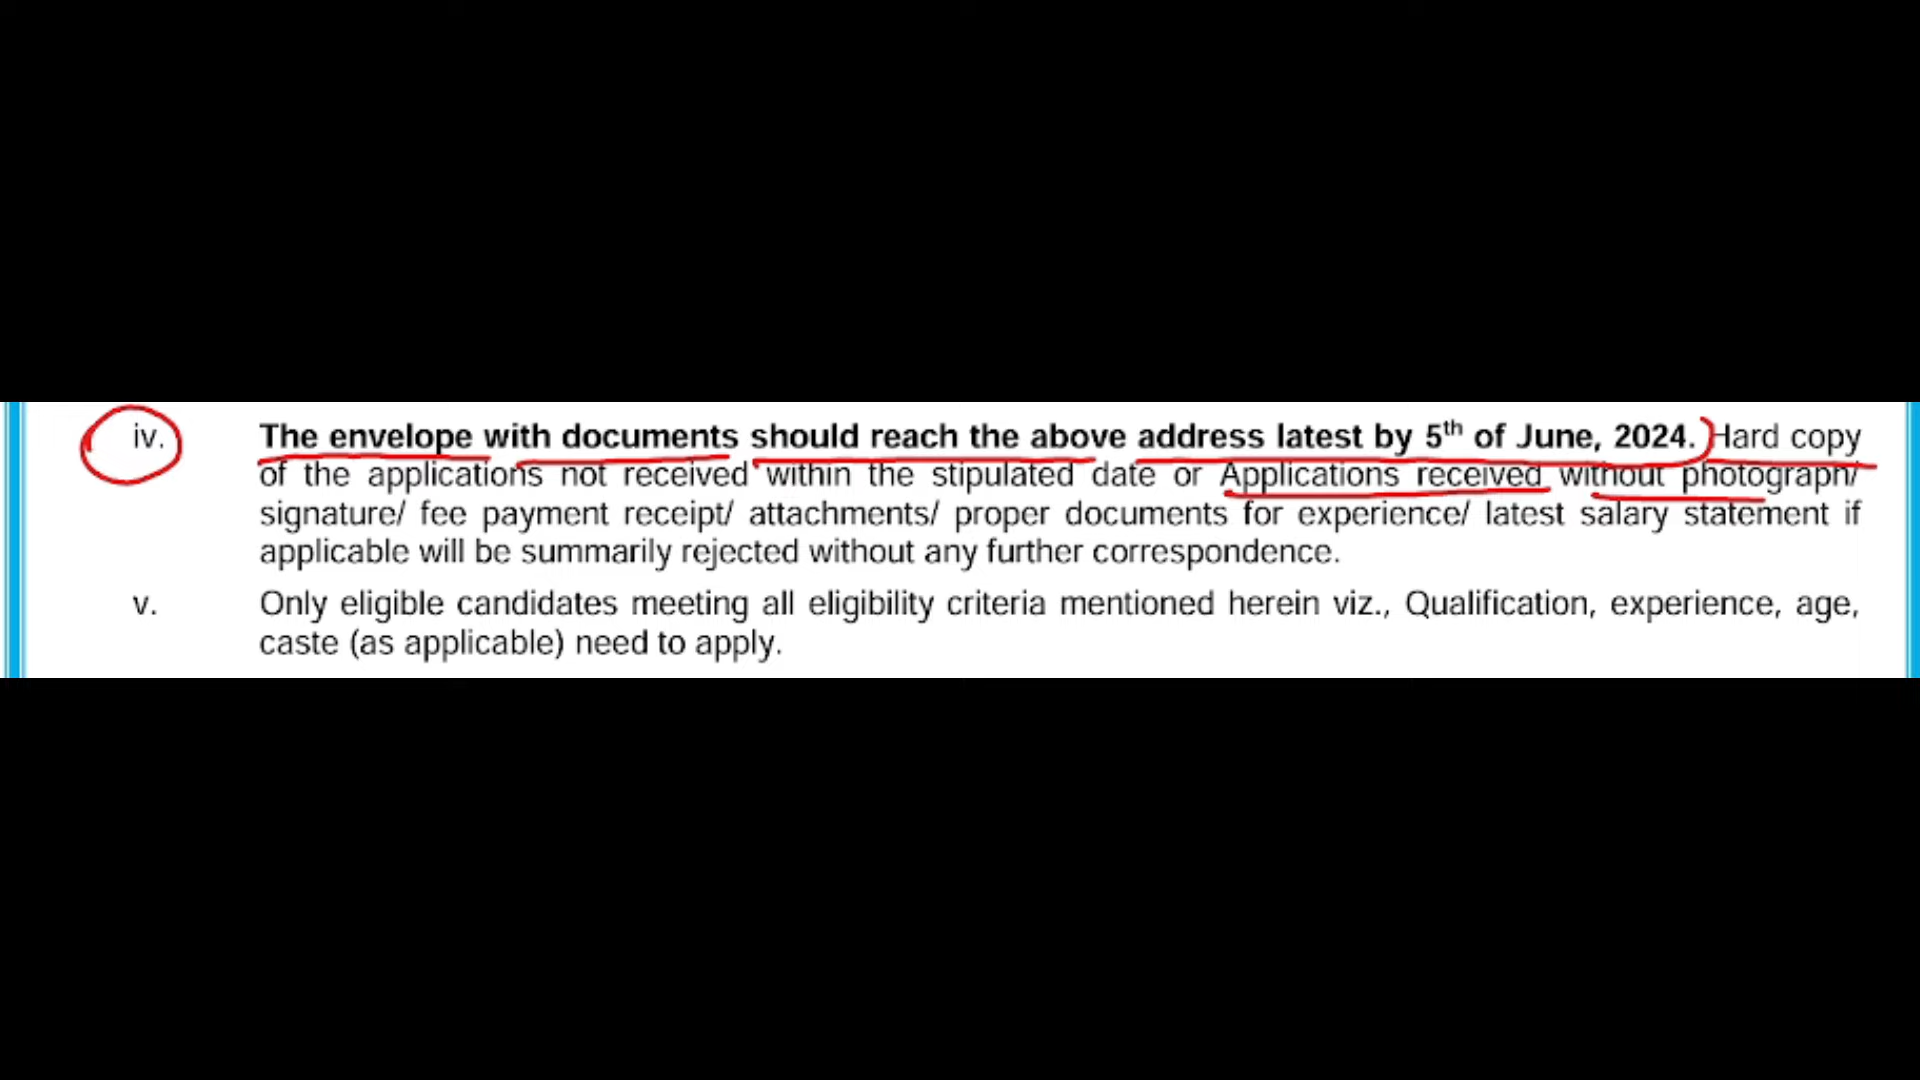 iv. The envelope with documents should reach the above address latest by 5th of June, 2024. Hard copy
of the applications not received within the stipulated date or Applications received without photograph/
signature/ fee payment receipt/ attachments/ proper documents for experience/ latest salary statement if
applicable will be summarily rejected without any further correspondence.
v. Only eligible candidates meeting all eligibility criteria mentioned herein viz., Qualification, experience, age,
caste (as applicable) need to apply.